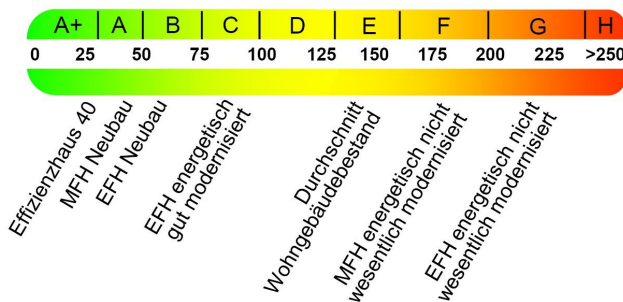 A+ A B C D E F G H
0 25 50 75 100 125 150 175 200 225 >250
Effizienzhaus 40
MFH Neubau
EFH Neubau
EFH energetisch
gut modernisiert
Durchschnitt
Wohngebäudebestand
MFH energetisch nicht
wesentlich modernisiert
EFH energetisch nicht
wesentlich modernisiert